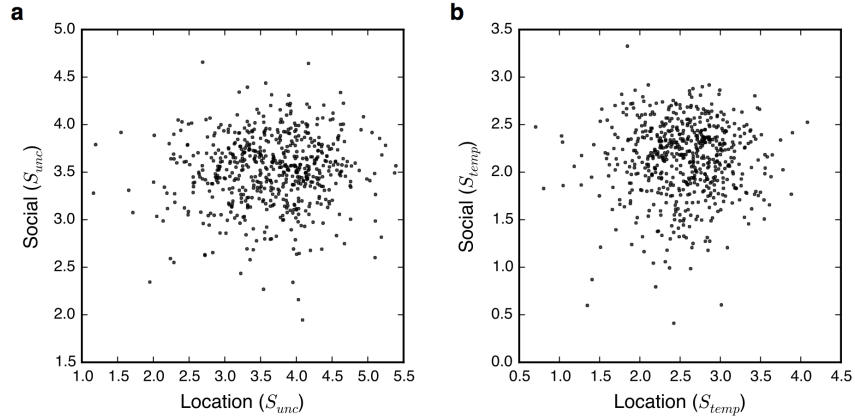 a
5.0
4.5
4.0
3.5
3.0
2.5
2.0
1.5
Social (S_unc)
1.0 1.5 2.0 2.5 3.0 3.5 4.0 4.5 5.0 5.5
Location (S_unc)
b
3.5
3.0
2.5
2.0
1.5
1.0
0.5
0.0
Social (S_temp)
0.5 1.0 1.5 2.0 2.5 3.0 3.5 4.0 4.5
Location (S_temp)